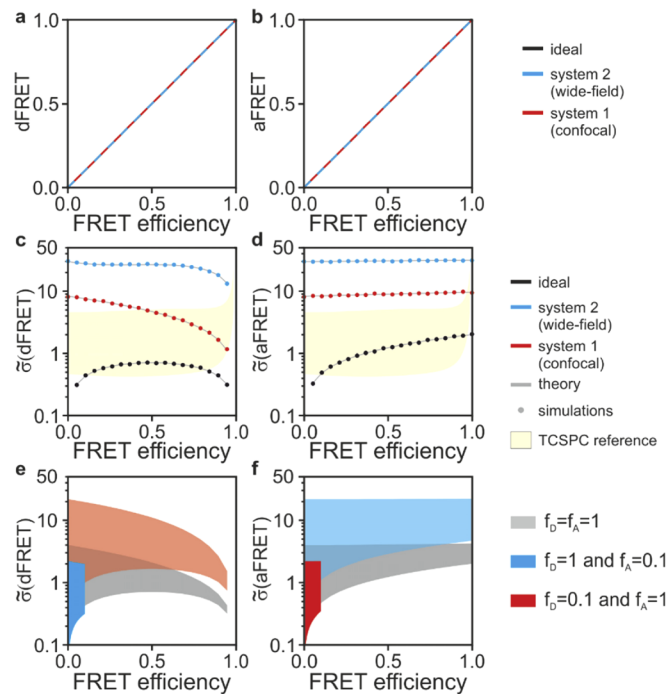 a
b
1.0
0.5
0.0
dFRET
0.0
0.5
1.0
FRET efficiency
1.0
0.5
0.0
aFRET
0.0
0.5
1.0
FRET efficiency
ideal
system 2
(wide-field)
system 1
(confocal)
c
d
50
10
1
0.1
σ̃(dFRET)
0.0
0.5
1.0
FRET efficiency
50
10
1
0.1
σ̃(aFRET)
0.0
0.5
1.0
FRET efficiency
ideal
system 2
(wide-field)
system 1
(confocal)
theory
simulations
TCSPC reference
e
f
50
10
1
0.1
σ̃(dFRET)
0.0
0.5
1.0
FRET efficiency
50
10
1
0.1
σ̃(aFRET)
0.0
0.5
1.0
FRET efficiency
f_D=f_A=1
f_D=1 and f_A=0.1
f_D=0.1 and f_A=1